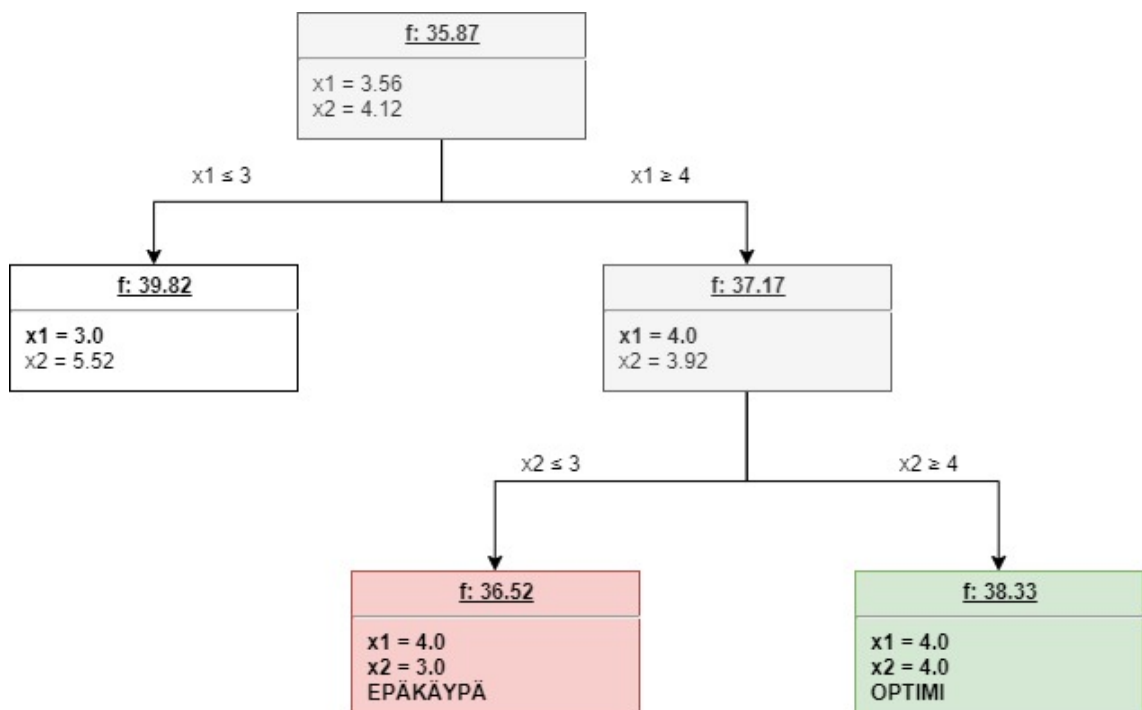 f: 35.87
x1 = 3.56
x2 = 4.12
x1 ≤ 3
x1 ≥ 4
f: 39.82
x1 = 3.0
x2 = 5.52
f: 37.17
x1 = 4.0
x2 = 3.92
x2 ≤ 3
x2 ≥ 4
f: 36.52
x1 = 4.0
x2 = 3.0
EPÄKÄYPÄ
f: 38.33
x1 = 4.0
x2 = 4.0
OPTIMI